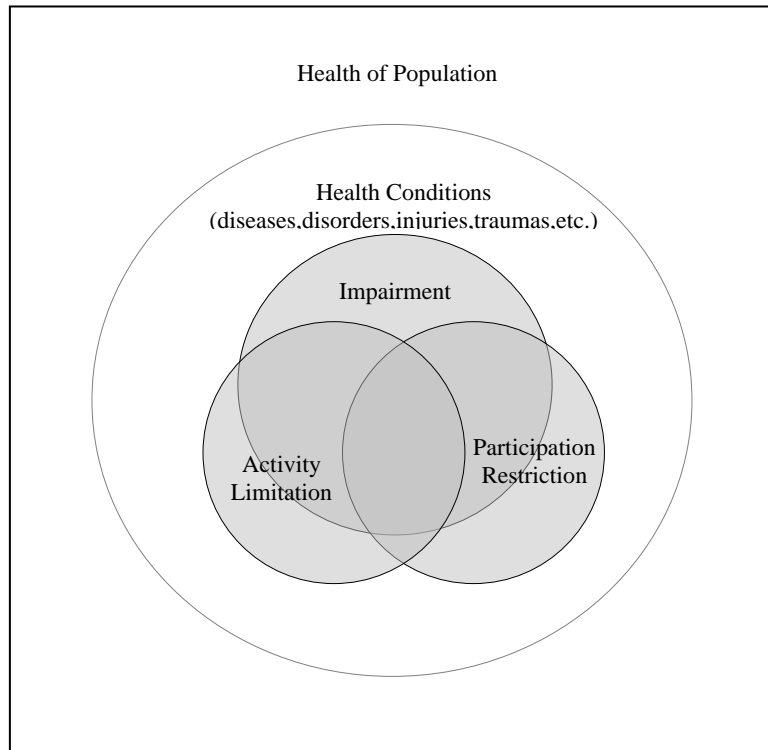 Health of Population
Health Conditions
(diseases,disorders,injuries,traumas,etc.)
Impairment
Participation
Restriction
Activity
Limitation